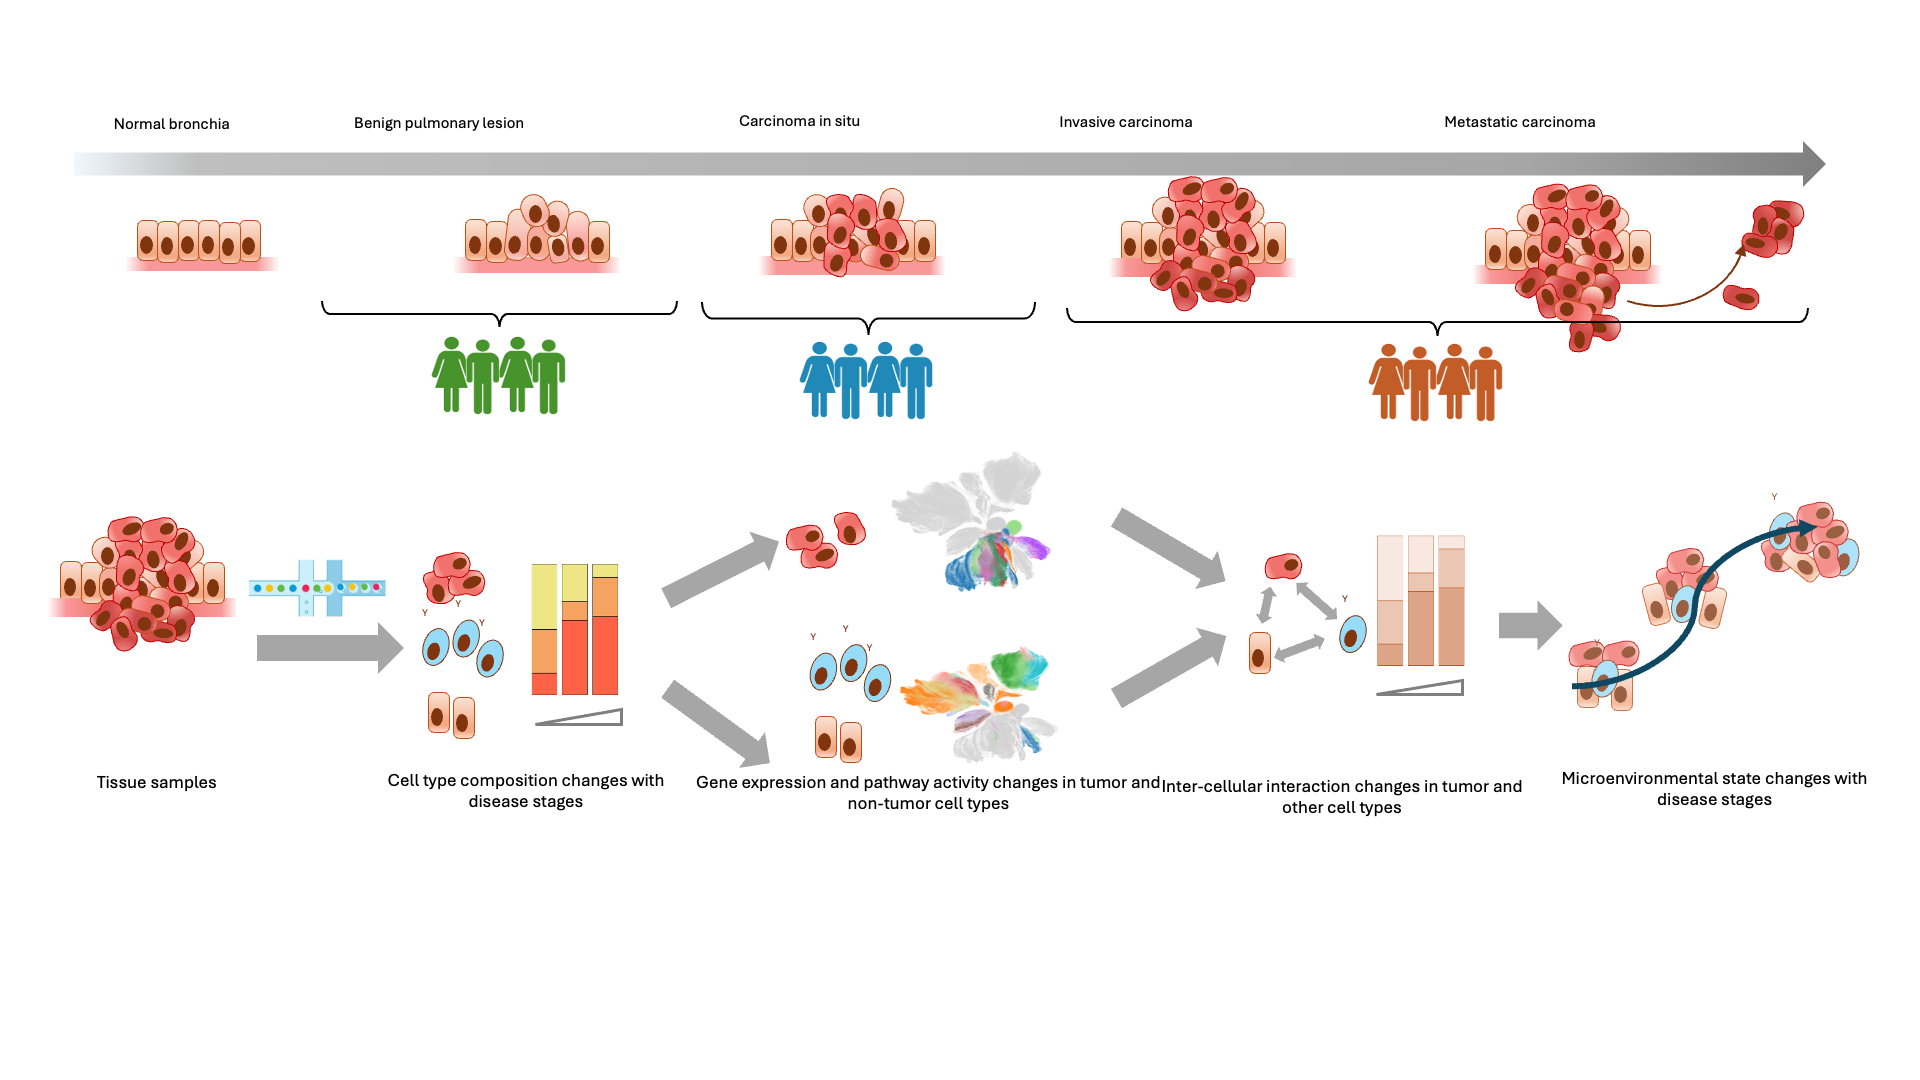 Normal bronchia
Benign pulmonary lesion
Carcinoma in situ
Invasive carcinoma
Metastatic carcinoma
Y
Y
Y
Y
Y
Y
Y
Y
Y
Tissue samples
Cell type composition changes with
disease stages
Gene expression and pathway activity changes in tumor and
non-tumor cell types
Inter-cellular interaction changes in tumor and
other cell types
Microenvironmental state changes with
disease stages